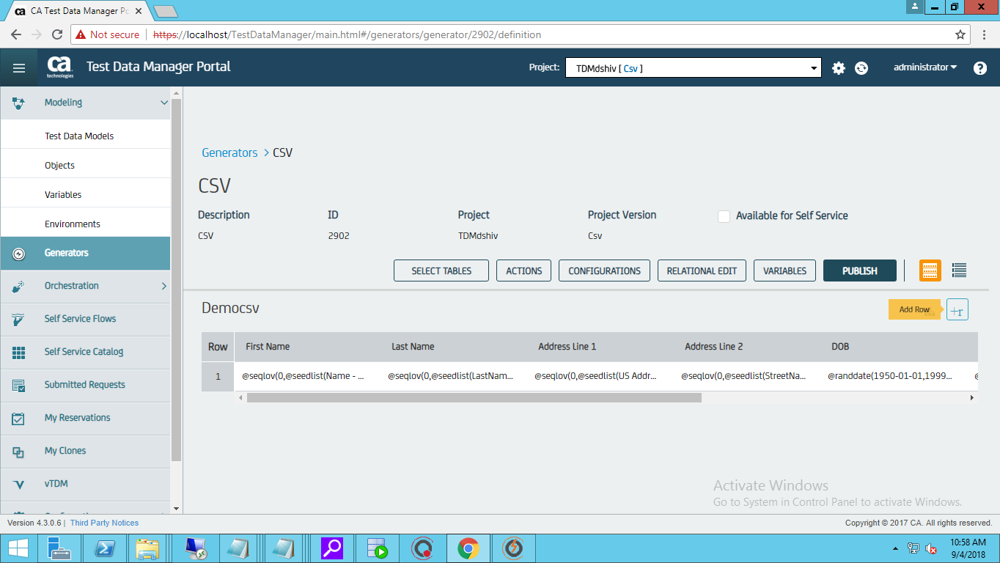 CA Test Data Manager Po
Not secure https://localhost/TestDataManager/main.html#/generators/generator/2902/definition
ca technologies Test Data Manager Portal Project: TDMdshiv [ Csv ] administrator ?
Modeling
Test Data Models
Objects
Variables
Environments
Generators
Orchestration
Self Service Flows
Self Service Catalog
Submitted Requests
My Reservations
My Clones
vTDM
Generators > CSV
CSV
Description ID Project Project Version Available for Self Service
CSV 2902 TDMdshiv Csv
SELECT TABLES ACTIONS CONFIGURATIONS RELATIONAL EDIT VARIABLES PUBLISH
Democsv Add Row +r
Row First Name Last Name Address Line 1 Address Line 2 DOB
1 @seqlov(0,@seedlist(Name - ... @seqlov(0,@seedlist(LastNam... @seqlov(0,@seedlist(US Addr... @seqlov(0,@seedlist(StreetNa... @randdate(1950-01-01,1999...
Activate Windows
Go to System in Control Panel to activate Windows.
Version 4.3.0.6 | Third Party Notices Copyright © 2017 CA. All rights reserved.
10:58 AM
9/4/2018